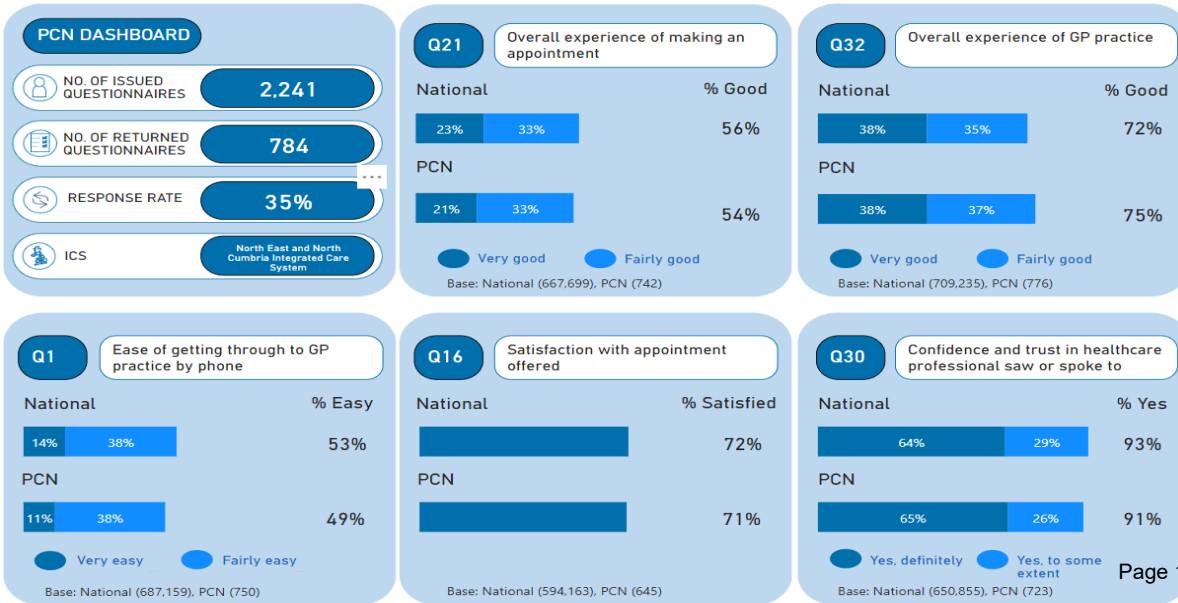 PCN DASHBOARD
NO. OF ISSUED
QUESTIONNAIRES
2,241
NO. OF RETURNED
QUESTIONNAIRES
784
...
RESPONSE RATE
35%
ICS
North East and North
Cumbria Integrated Care
System
Q21
Overall experience of making an
appointment
National
% Good
23%
33%
56%
PCN
21%
33%
54%
Very good
Fairly good
Base: National (667,699), PCN (742)
Q32
Overall experience of GP practice
National
% Good
38%
35%
72%
PCN
38%
37%
75%
Very good
Fairly good
Base: National (709,235), PCN (776)
Q1
Ease of getting through to GP
practice by phone
National
% Easy
14%
38%
53%
PCN
11%
38%
49%
Very easy
Fairly easy
Base: National (687,159), PCN (750)
Q16
Satisfaction with appointment
offered
National
% Satisfied
72%
PCN
71%
Base: National (594,163), PCN (645)
Q30
Confidence and trust in healthcare
professional saw or spoke to
National
% Yes
64%
29%
93%
PCN
65%
26%
91%
Yes, definitely
Yes, to some
extent
Base: National (650,855), PCN (723)
Page 1